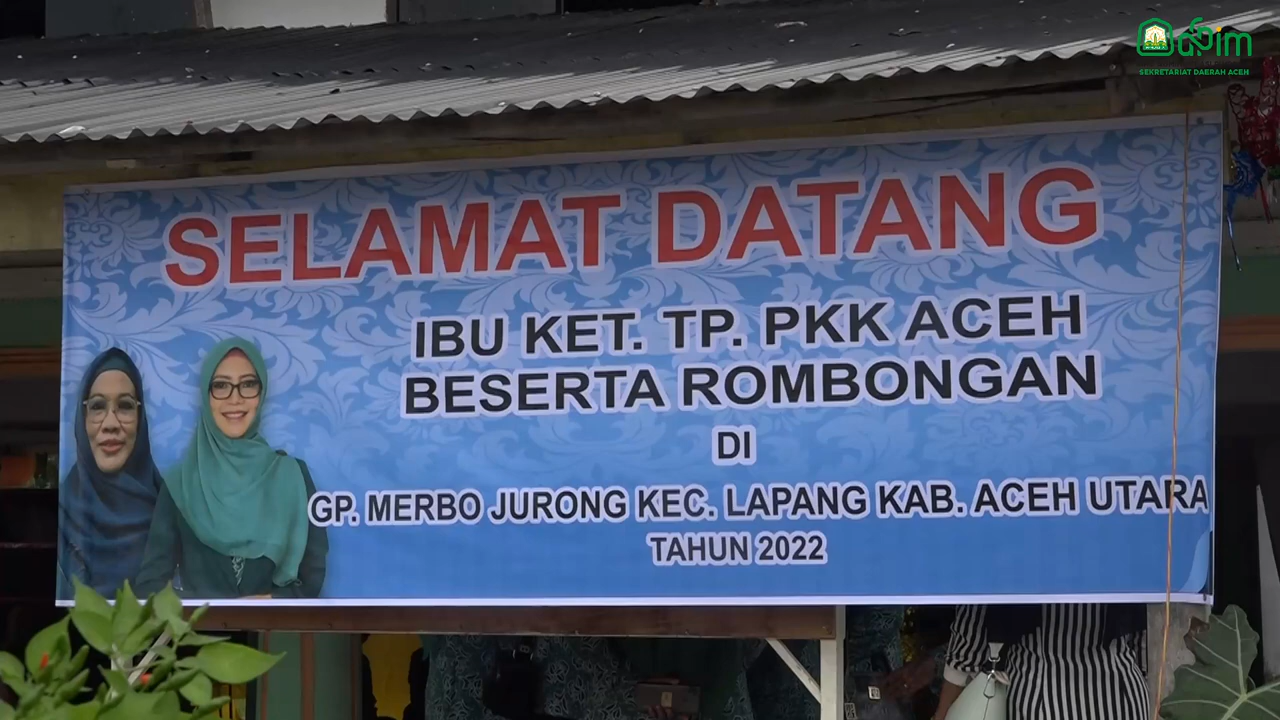 adpim
SEKRETARIAT DAERAH ACEH
SELAMAT DATANG
IBU KET. TP. PKK ACEH
BESERTA ROMBONGAN
DI
GP. MERBO JURONG KEC. LAPANG KAB. ACEH UTARA
TAHUN 2022